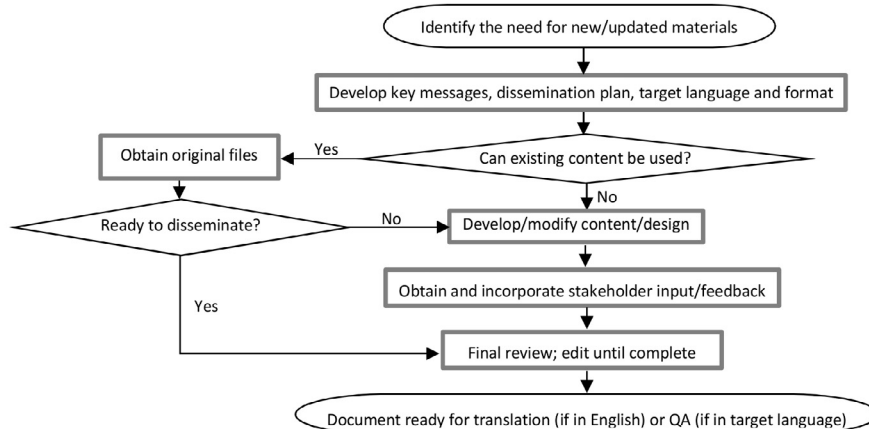 Identify the need for new/updated materials
Develop key messages, dissemination plan, target language and format
Can existing content be used?
Yes
Obtain original files
No
Ready to disseminate?
No
Develop/modify content/design
Obtain and incorporate stakeholder input/feedback
Yes
Final review; edit until complete
Document ready for translation (if in English) or QA (if in target language)